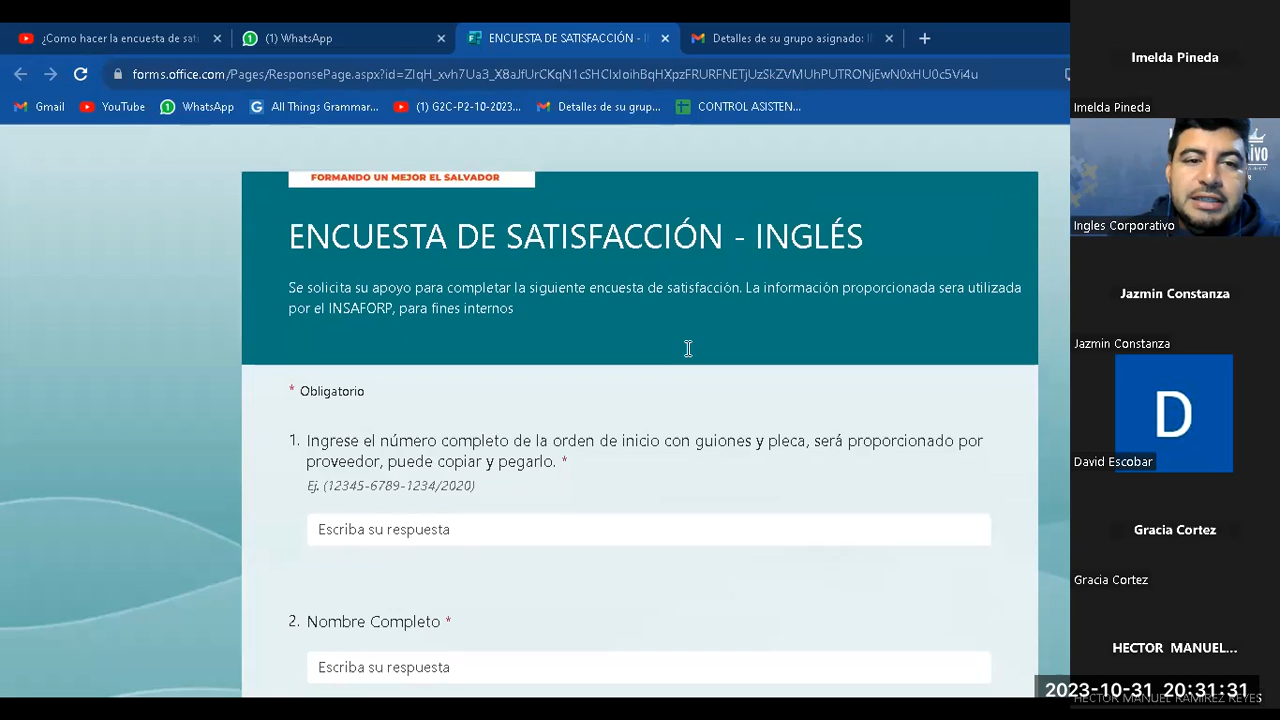 ¿Como hacer la encuesta de sat
(1) WhatsApp
ENCUESTA DE SATISFACCIÓN -
Detalles de su grupo asignado:
forms.office.com/Pages/ResponsePage.aspx?id=
Gmail
YouTube
WhatsApp
All Things Grammar...
(1) G2C-P2-10-2023...
Detalles de su grup...
CONTROL ASISTEN...
FORMANDO UN MEJOR EL SALVADOR
ENCUESTA DE SATISFACCIÓN - INGLÉS
Se solicita su apoyo para completar la siguiente encuesta de satisfacción. La información proporcionada sera utilizada
por el INSAFORP, para fines internos
* Obligatorio
1. Ingrese el número completo de la orden de inicio con guiones y pleca, será proporcionado por
proveedor, puede copiar y pegarlo. *
Ej. (12345-6789-1234/2020)
Escriba su respuesta
2. Nombre Completo *
Escriba su respuesta
Imelda Pineda
Imelda Pineda
Ingles Corporativo
Jazmin Constanza
Jazmin Constanza
D
David Escobar
Gracia Cortez
Gracia Cortez
HECTOR MANUEL...
HECTOR MANUEL RAMIREZ REYES
2023-10-31 20:31:31